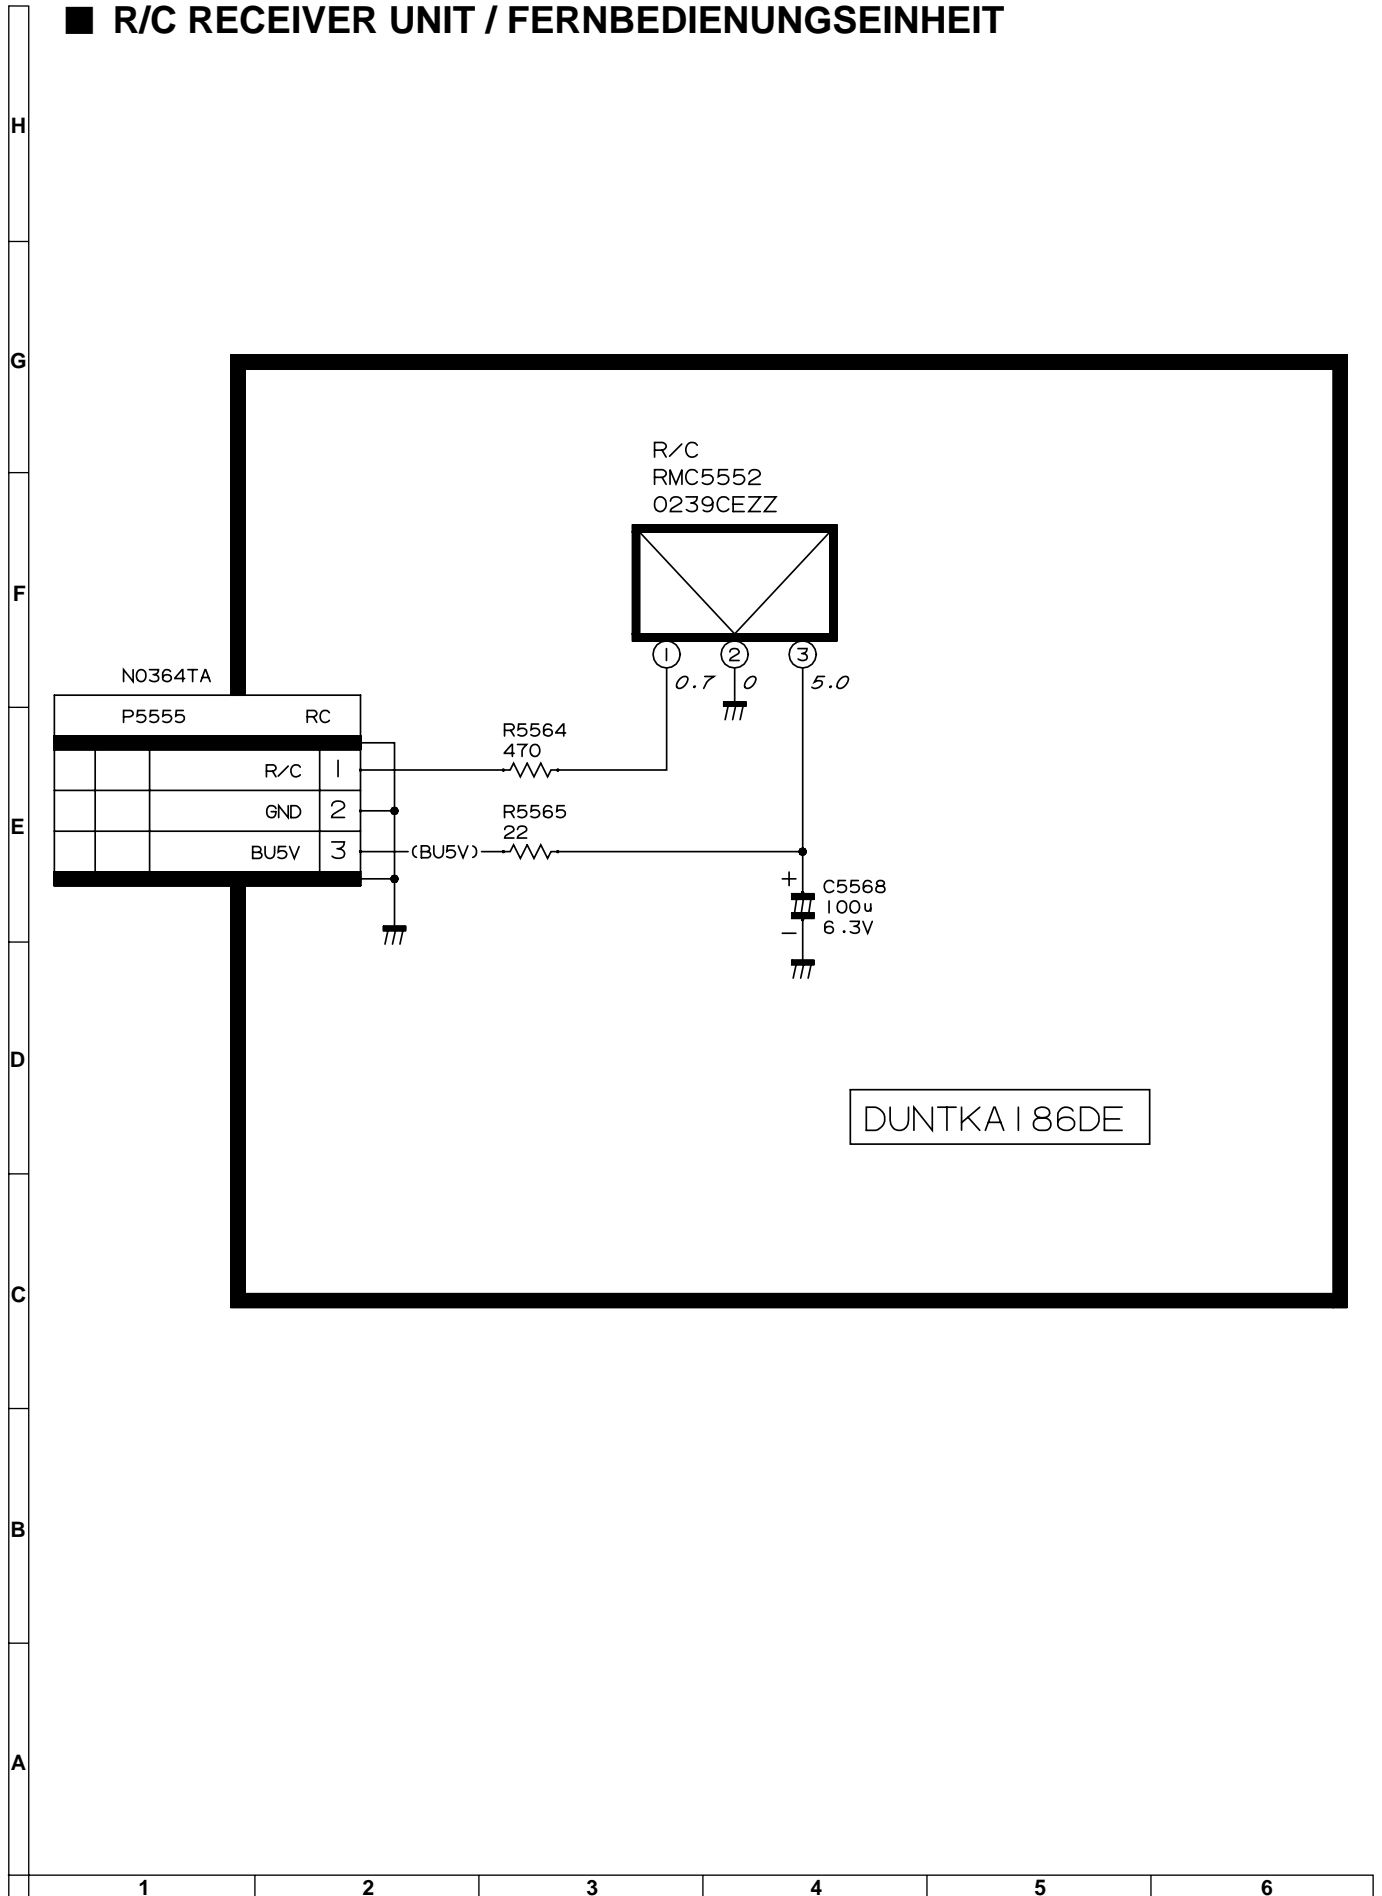 ■ R/C RECEIVER UNIT / FERNBEDIENUNGSEINHEIT
H
G
R/C
RMC5552
0239CEZZ
F
1 2 3
0.7 0 5.0
N0364TA
P5555 RC
R5564
470
R/C 1
GND 2
E
R5565
22
BU5V 3 (BU5V)
+ C5568
100u
6.3V
−
D
DUNTKA186DE
C
B
A
1 2 3 4 5 6